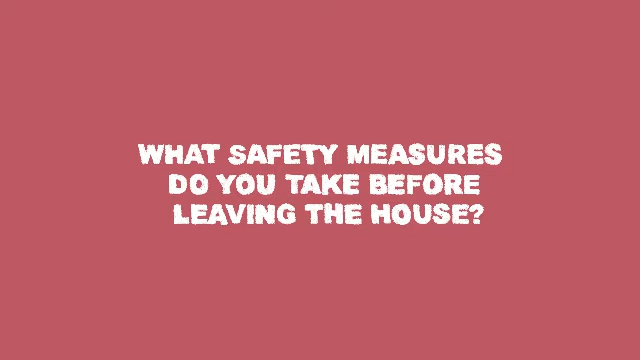 WHAT SAFETY MEASURES
DO YOU TAKE BEFORE
LEAVING THE HOUSE?